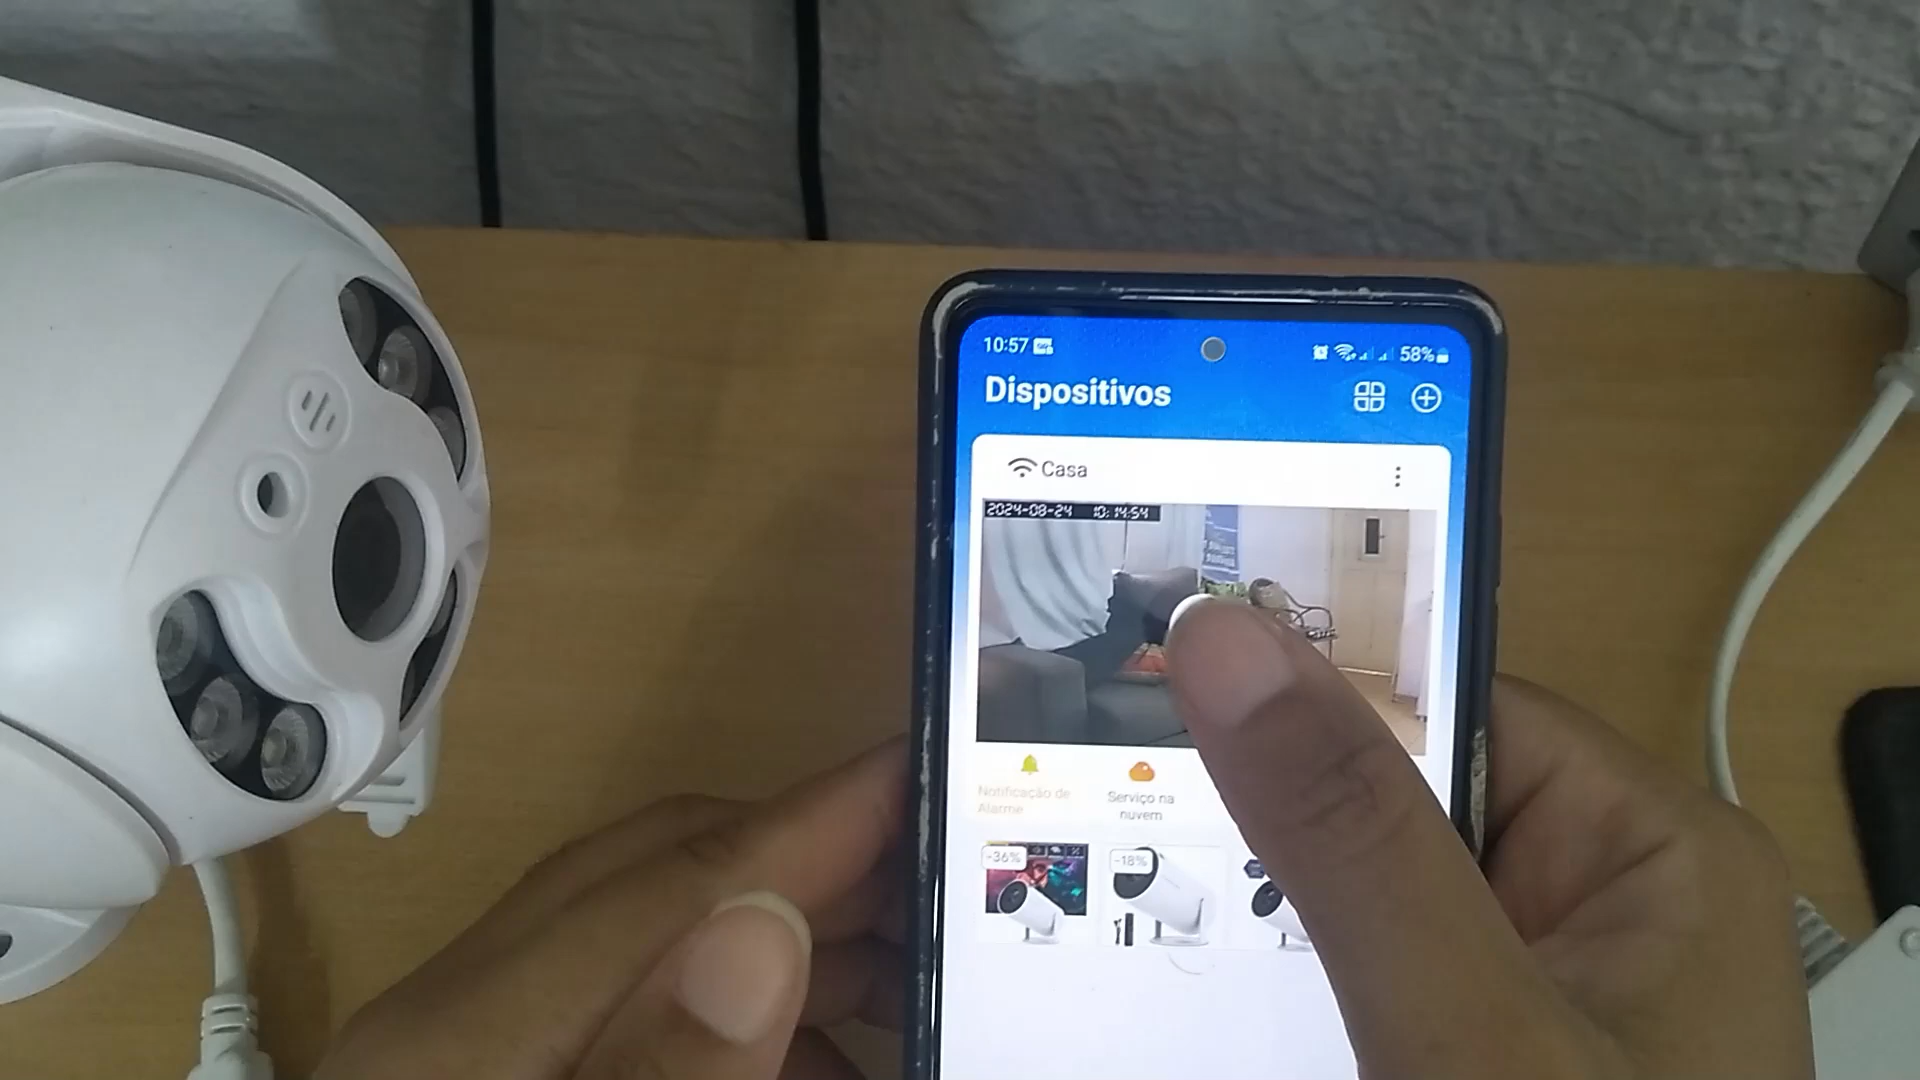 10:57
58%
Dispositivos
Casa
2024-08-24 10:14:54
Notificação de
Alarme
Serviço na
nuvem
-36%
-18%